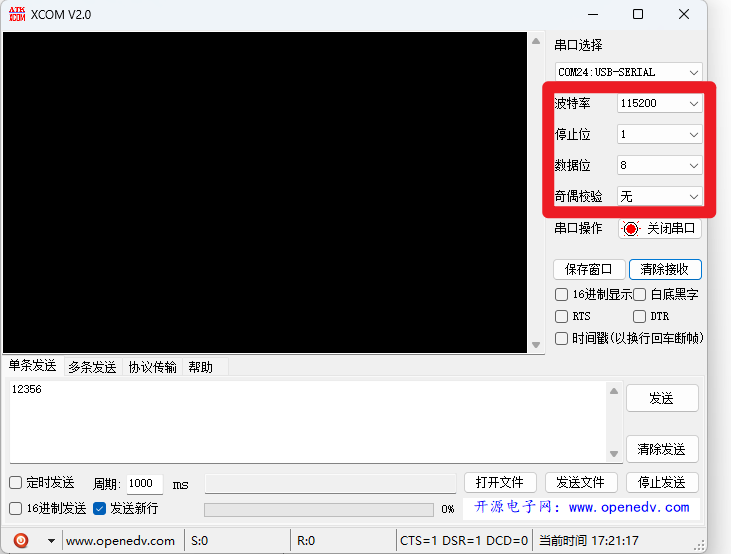 ATK
XCOM
XCOM V2.0
串口选择
COM24:USB-SERIAL
波特率 115200
停止位 1
数据位 8
奇偶校验 无
串口操作 关闭串口
保存窗口 清除接收
16进制显示 白底黑字
RTS DTR
时间戳(以换行回车断帧)
单条发送 多条发送 协议传输 帮助
12356
发送
清除发送
定时发送 周期: 1000 ms 打开文件 发送文件 停止发送
16进制发送 发送新行 0% 开源电子网: www.openedv.com
www.openedv.com S:0 R:0 CTS=1 DSR=1 DCD=0 当前时间 17:21:17